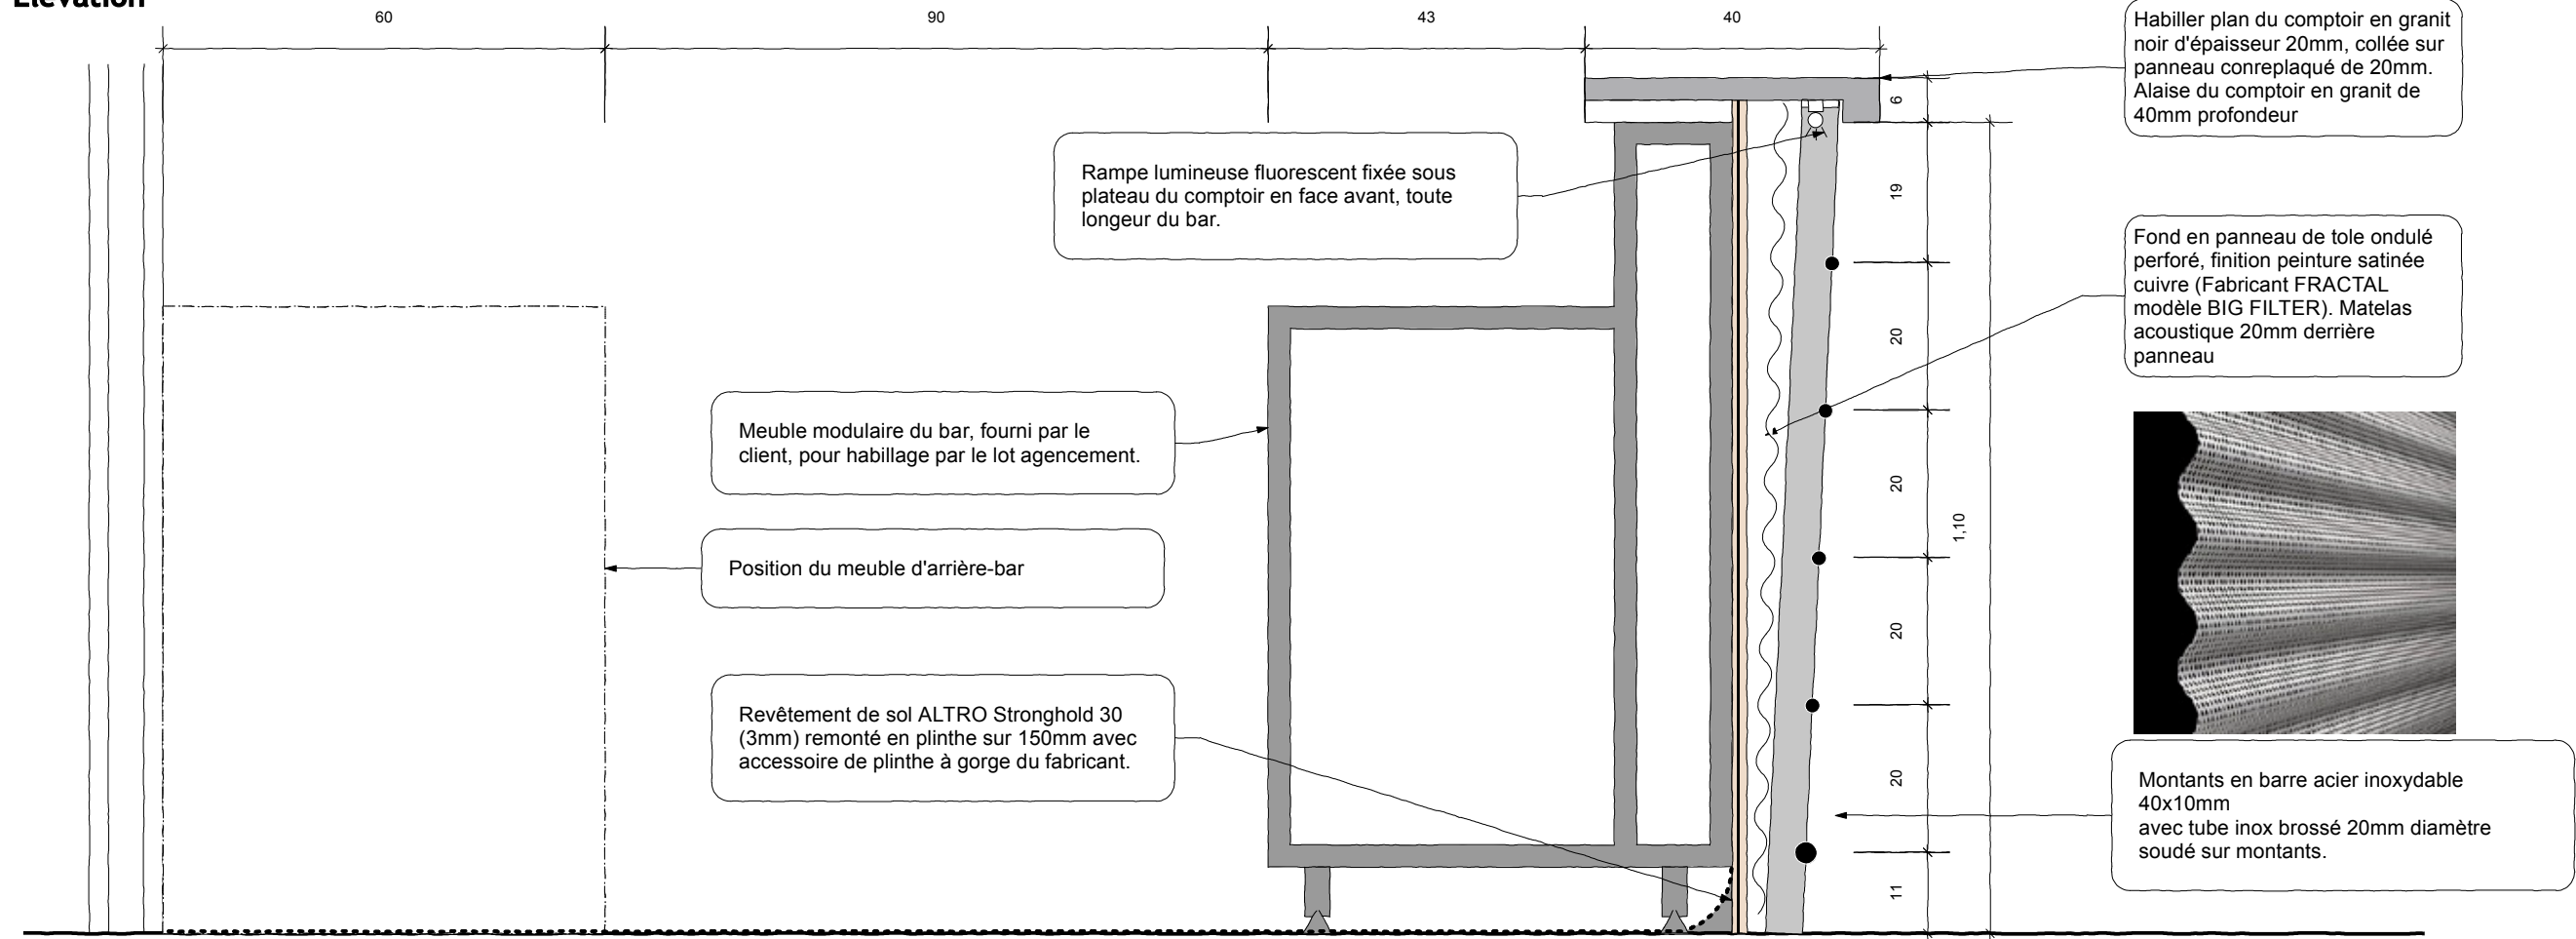 Elévation
60
90
43
40
Habiller plan du comptoir en granit
noir d'épaisseur 20mm, collée sur
panneau conreplaqué de 20mm.
Alaise du comptoir en granit de
40mm profondeur
6
Rampe lumineuse fluorescent fixée sous
plateau du comptoir en face avant, toute
longeur du bar.
19
Fond en panneau de tole ondulé
perforé, finition peinture satinée
cuivre (Fabricant FRACTAL
modèle BIG FILTER). Matelas
acoustique 20mm derrière
panneau
20
Meuble modulaire du bar, fourni par le
client, pour habillage par le lot agencement.
20
1,10
Position du meuble d'arrière-bar
20
Revêtement de sol ALTRO Stronghold 30
(3mm) remonté en plinthe sur 150mm avec
accessoire de plinthe à gorge du fabricant.
20
Montants en barre acier inoxydable
40x10mm
avec tube inox brossé 20mm diamètre
soudé sur montants.
11